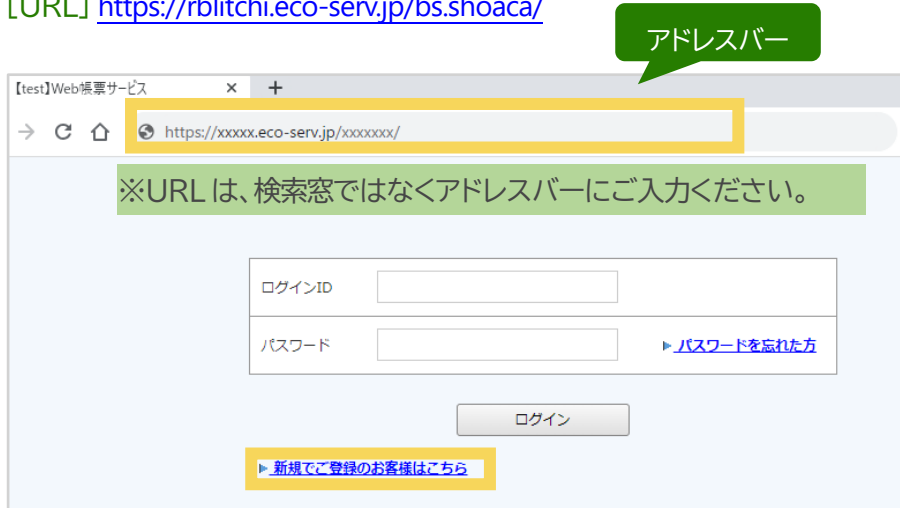 [URL] https://rblitchi.eco-serv.jp/bs.shoaca/
アドレスバー
【test】Web帳票サービス × +
https://xxxxx.eco-serv.jp/xxxxxxx/
※URL は、検索窓ではなくアドレスバーにご入力ください。
ログインID
パスワード
パスワードを忘れた方
ログイン
新規でご登録のお客様はこちら